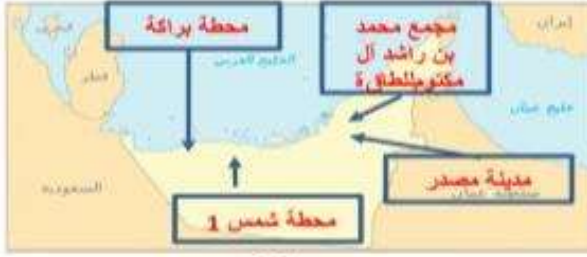 إيران
مجمع محمد
بن راشد آل
مكتوم للطاقة
محطة براكة
الخليج العربي
قطر
خليج عمان
السعودية
مدينة مصدر
محطة شمس 1